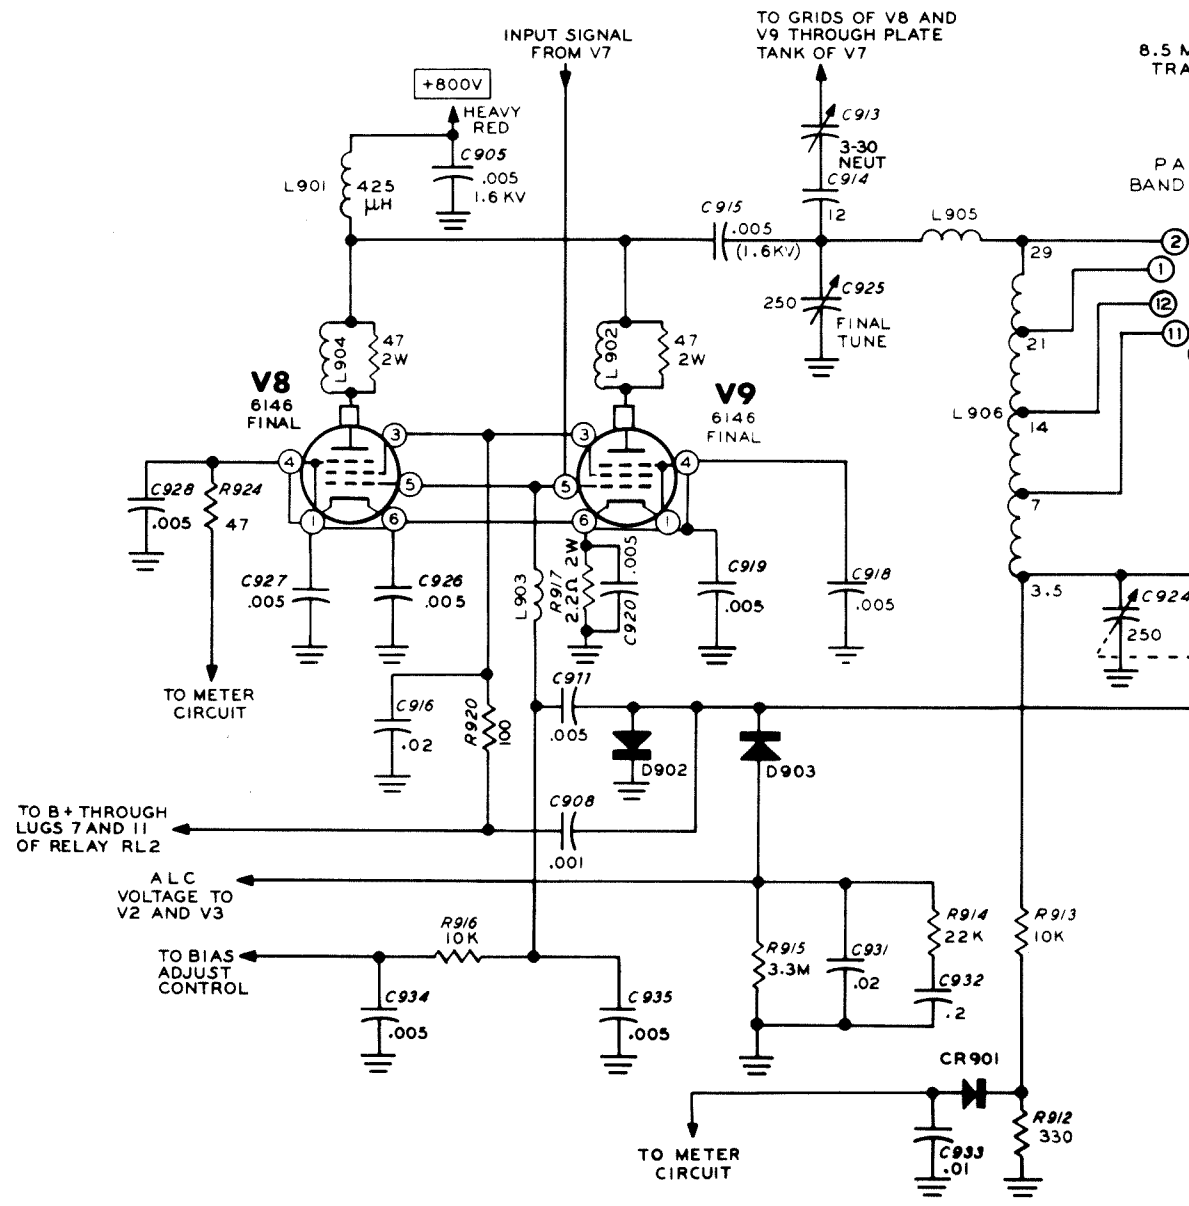 INPUT SIGNAL
FROM V7
TO GRIDS OF V8 AND
V9 THROUGH PLATE
TANK OF V7
8.5 M
TRA
+800V
HEAVY
RED
C905
.005
1.6 KV
L901
425
µH
C913
3-30
NEUT
C914
12
PA
BAND
C915
.005
(1.6KV)
L905
29
2
1
12
11
C925
250
FINAL
TUNE
21
L906
14
7
3.5
L904
47
2W
L902
47
2W
V8
6146
FINAL
V9
6146
FINAL
3
3
4
4
5
5
1
6
6
1
C928
.005
R924
47
C927
.005
C926
.005
L903
R917
2.2Ω 2W
.005
C920
C919
.005
C918
.005
C924
250
TO METER
CIRCUIT
C916
.02
R920
100
C911
.005
D902
D903
C908
.001
TO B+ THROUGH
LUGS 7 AND 11
OF RELAY RL2
ALC
VOLTAGE TO
V2 AND V3
R916
10K
TO BIAS
ADJUST
CONTROL
C934
.005
C935
.005
R915
3.3M
C931
.02
R914
22K
C932
.2
R913
10K
CR901
R912
330
C933
.01
TO METER
CIRCUIT